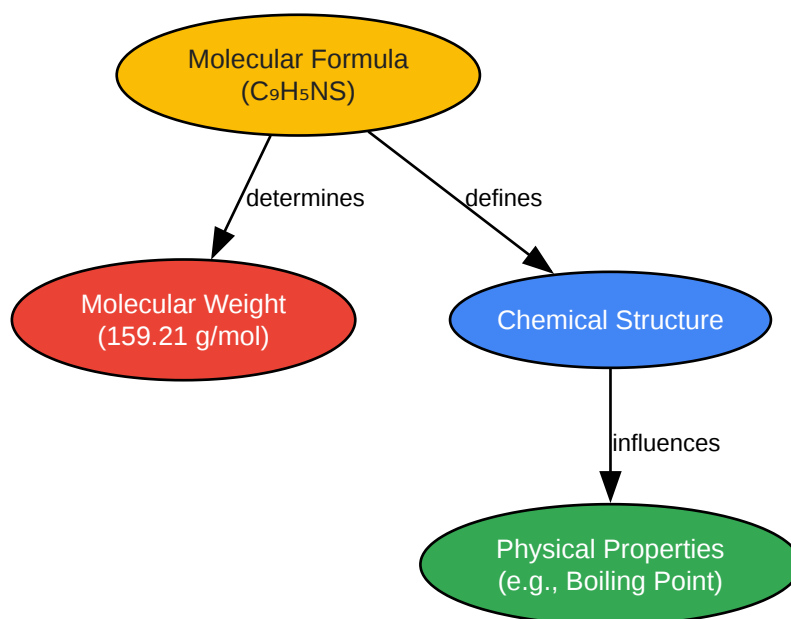 Molecular Formula
(C₉H₅NS)
determines
defines
Molecular Weight
(159.21 g/mol)
Chemical Structure
influences
Physical Properties
(e.g., Boiling Point)